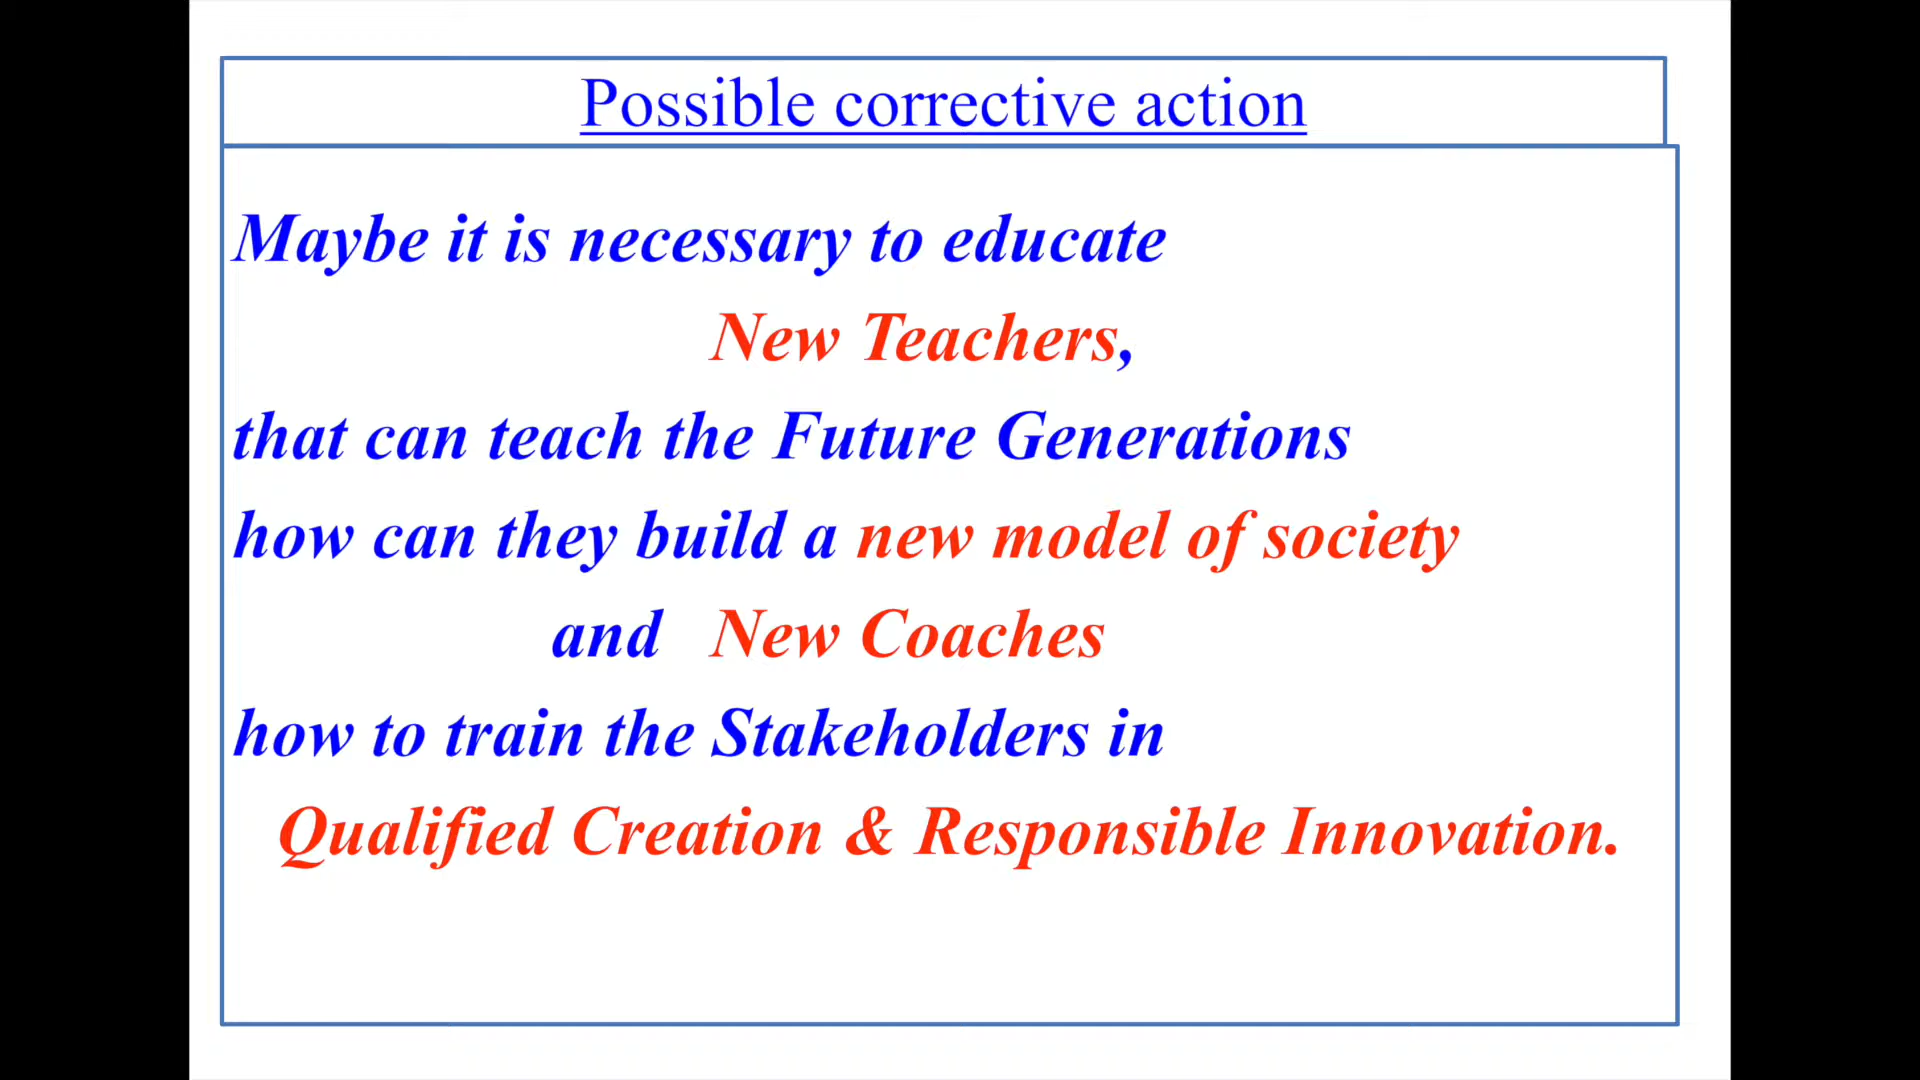 Possible corrective action
Maybe it is necessary to educate
New Teachers,
that can teach the Future Generations
how can they build a new model of society
and New Coaches
how to train the Stakeholders in
Qualified Creation & Responsible Innovation.